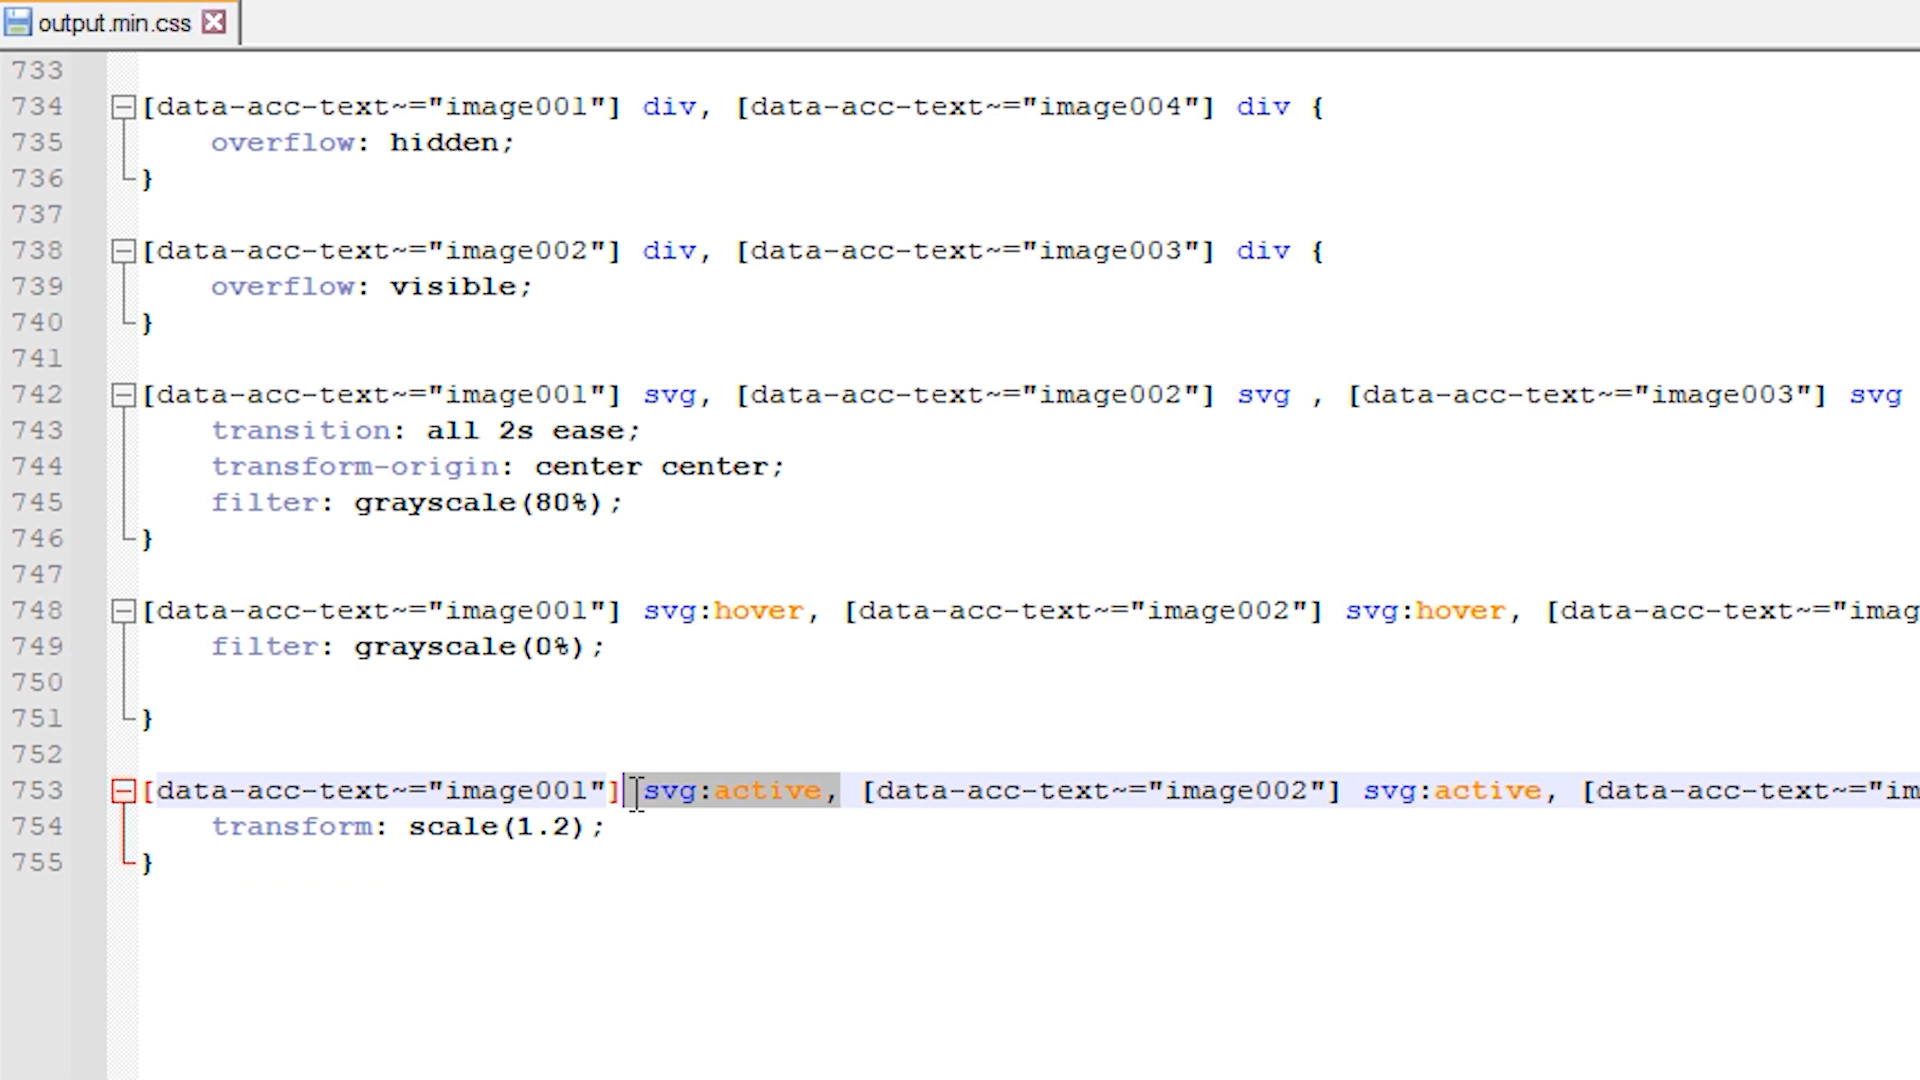 output.min.css
733
734 [data-acc-text~="image001"] div, [data-acc-text~="image004"] div {
735 overflow: hidden;
736 }
737
738 [data-acc-text~="image002"] div, [data-acc-text~="image003"] div {
739 overflow: visible;
740 }
741
742 [data-acc-text~="image001"] svg, [data-acc-text~="image002"] svg , [data-acc-text~="image003"] svg
743 transition: all 2s ease;
744 transform-origin: center center;
745 filter: grayscale(80%);
746 }
747
748 [data-acc-text~="image001"] svg:hover, [data-acc-text~="image002"] svg:hover, [data-acc-text~="imag
749 filter: grayscale(0%);
750
751 }
752
753 [data-acc-text~="image001"] svg:active, [data-acc-text~="image002"] svg:active, [data-acc-text~="im
754 transform: scale(1.2);
755 }